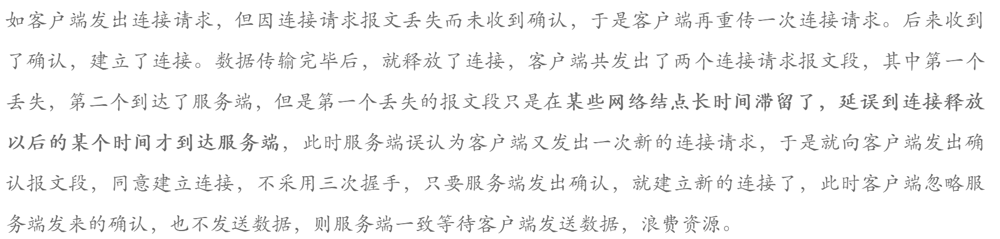 如客户端发出连接请求，但因连接请求报文丢失而未收到确认，于是客户端再重传一次连接请求。后来收到
了确认，建立了连接。数据传输完毕后，就释放了连接，客户端共发出了两个连接请求报文段，其中第一个
丢失，第二个到达了服务端，但是第一个丢失的报文段只是在某些网络结点长时间滞留了，延误到连接释放
以后的某个时间才到达服务端，此时服务端误认为客户端又发出一次新的连接请求，于是就向客户端发出确
认报文段，同意建立连接，不采用三次握手，只要服务端发出确认，就建立新的连接了，此时客户端忽略服
务端发来的确认，也不发送数据，则服务端一致等待客户端发送数据，浪费资源。